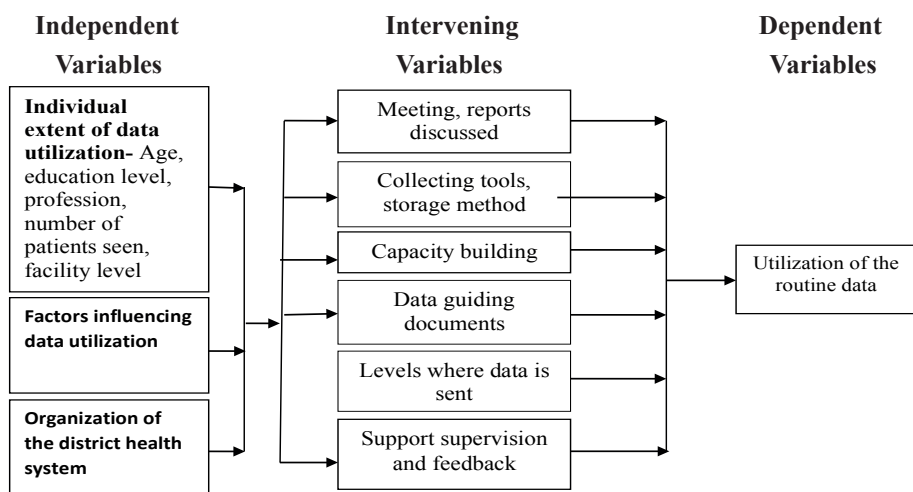 Independent
Variables
Intervening
Variables
Dependent
Variables
Individual
extent of data
utilization- Age,
education level,
profession,
number of
patients seen,
facility level
Factors influencing
data utilization
Organization of
the district health
system
Meeting, reports
discussed
Collecting tools,
storage method
Capacity building
Data guiding
documents
Levels where data is
sent
Support supervision
and feedback
Utilization of the
routine data